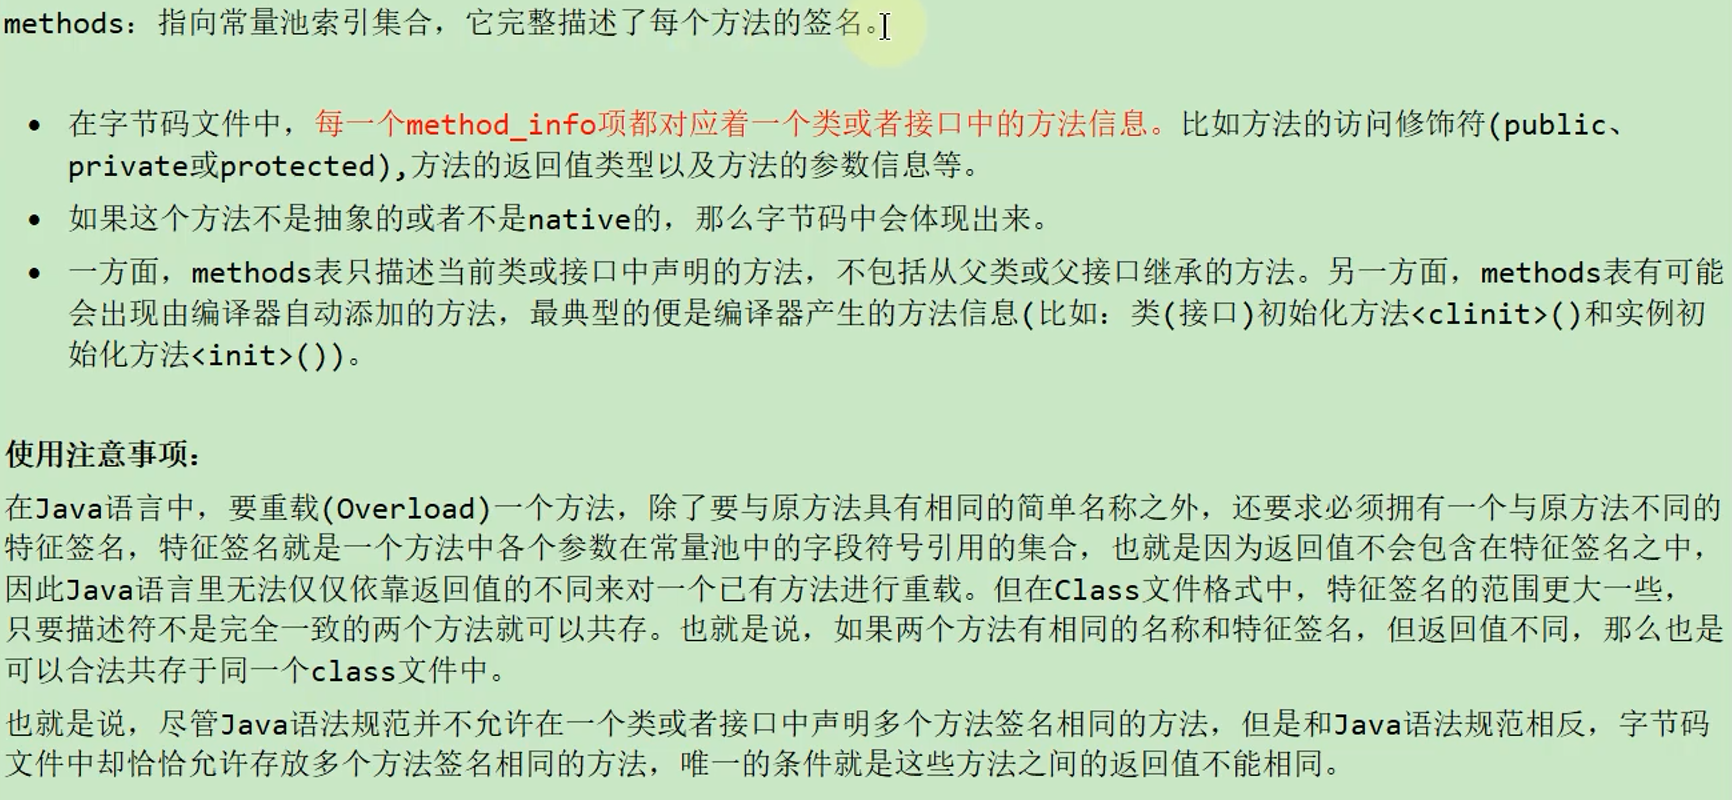 methods：指向常量池索引集合，它完整描述了每个方法的签名。
• 在字节码文件中，每一个method_info项都对应着一个类或者接口中的方法信息。比如方法的访问修饰符(public、
private或protected),方法的返回值类型以及方法的参数信息等。
• 如果这个方法不是抽象的或者不是native的，那么字节码中会体现出来。
• 一方面，methods表只描述当前类或接口中声明的方法，不包括从父类或父接口继承的方法。另一方面，methods表有可能
会出现由编译器自动添加的方法，最典型的便是编译器产生的方法信息(比如：类(接口)初始化方法<clinit>()和实例初
始化方法<init>())。
使用注意事项：
在Java语言中，要重载(Overload)一个方法，除了要与原方法具有相同的简单名称之外，还要求必须拥有一个与原方法不同的
特征签名，特征签名就是一个方法中各个参数在常量池中的字段符号引用的集合，也就是因为返回值不会包含在特征签名之中，
因此Java语言里无法仅仅依靠返回值的不同来对一个已有方法进行重载。但在Class文件格式中，特征签名的范围更大一些，
只要描述符不是完全一致的两个方法就可以共存。也就是说，如果两个方法有相同的名称和特征签名，但返回值不同，那么也是
可以合法共存于同一个class文件中。
也就是说，尽管Java语法规范并不允许在一个类或者接口中声明多个方法签名相同的方法，但是和Java语法规范相反，字节码
文件中却恰恰允许存放多个方法签名相同的方法，唯一的条件就是这些方法之间的返回值不能相同。